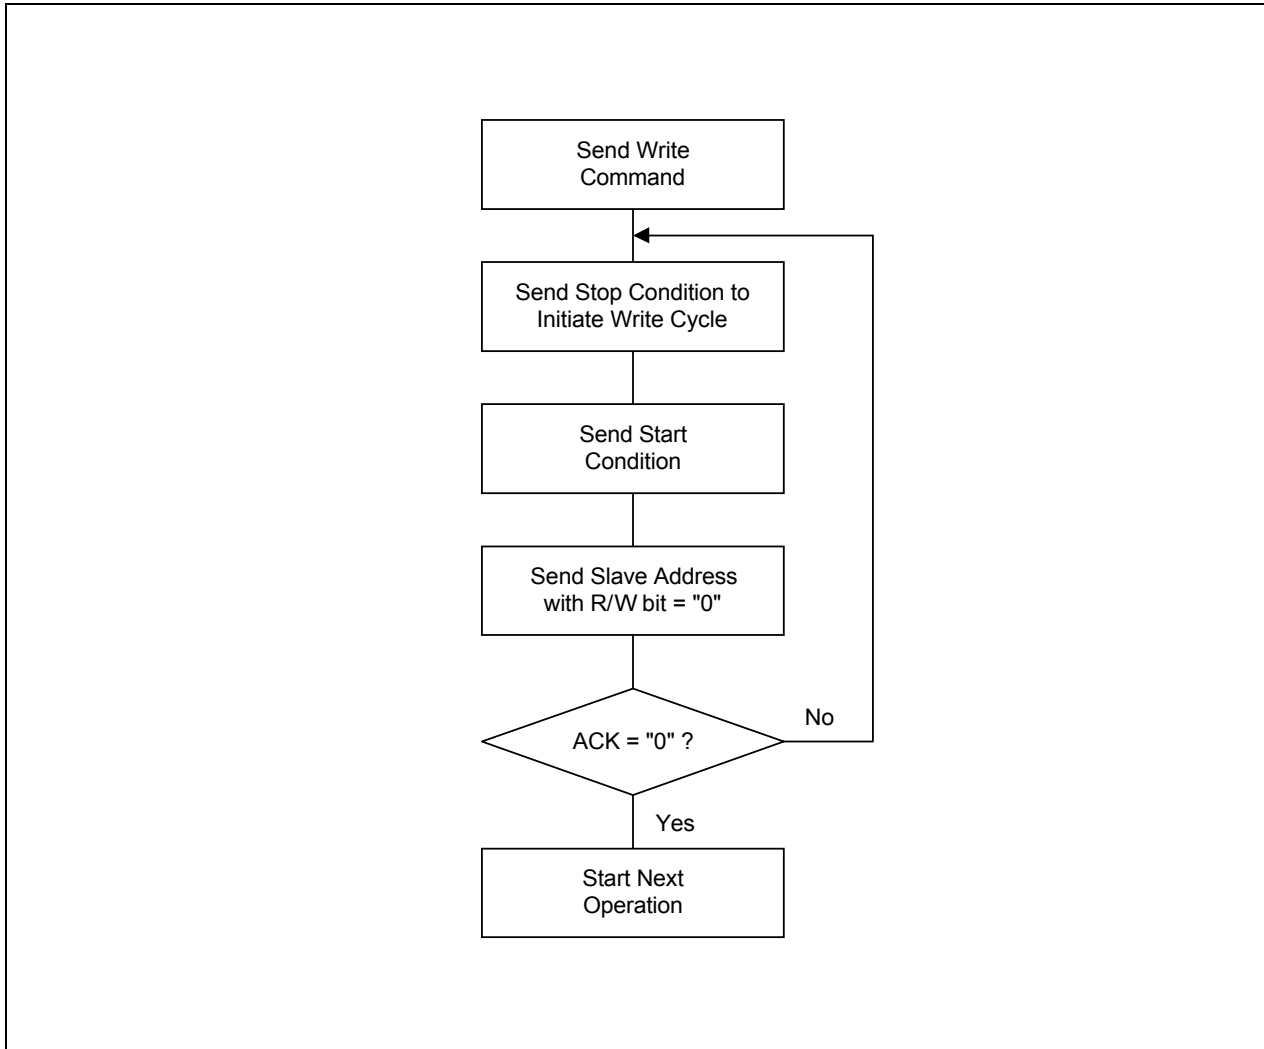 Send Write
Command
Send Stop Condition to
Initiate Write Cycle
Send Start
Condition
Send Slave Address
with R/W bit = "0"
ACK = "0" ?
No
Yes
Start Next
Operation